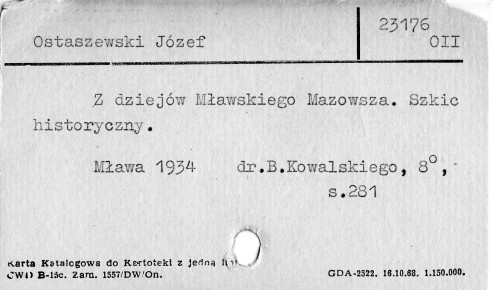 23176
Ostaszewski Józef OII
Z dziejów Mławskiego Mazowsza. Szkic
historyczny.
Mława 1934 dr.B.Kowalskiego, 8°,
s.281
Karta Katalogowa do Kartoteki z jedną
CWD B-15c. Zam. 1557/DW/On. GDA-2522. 16.10.68. 1.150.000.